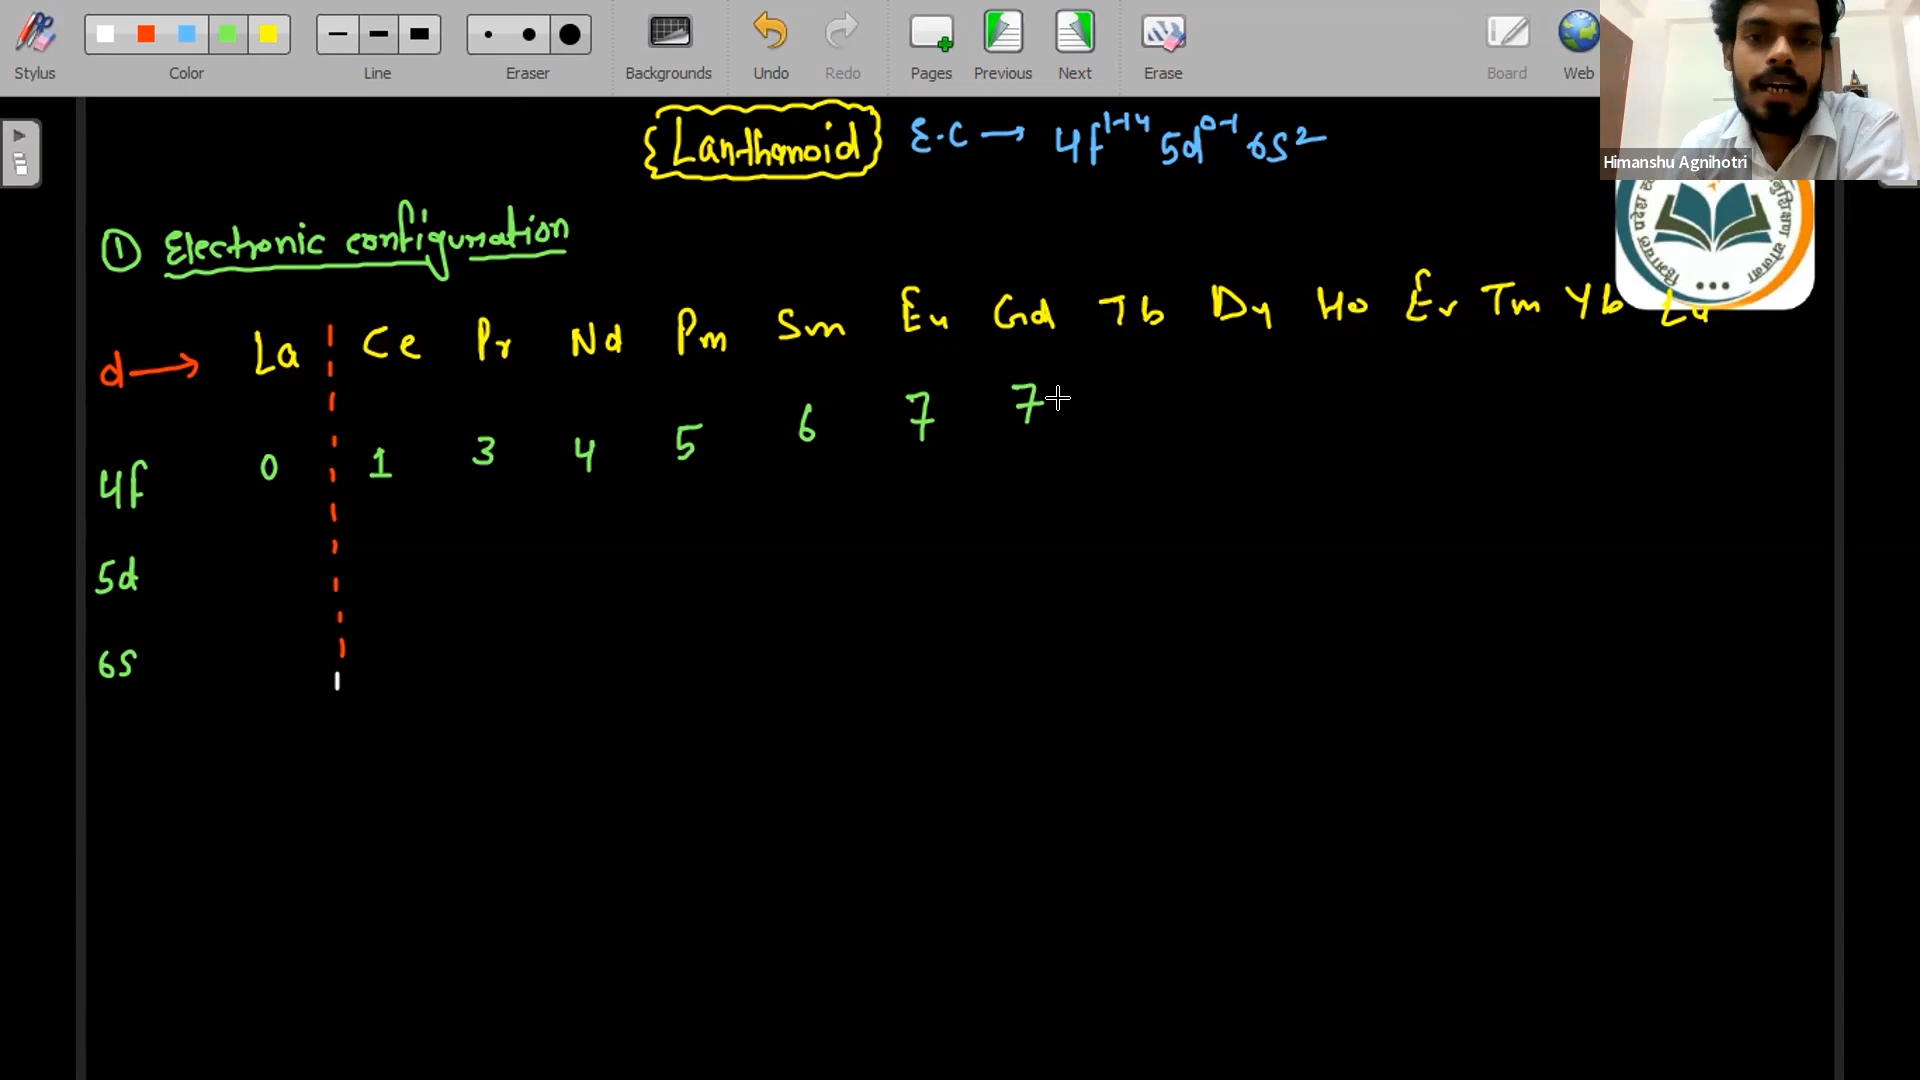 Stylus Color Line Eraser Backgrounds Undo Redo Pages Previous Next Erase Board Web
Himanshu Agnihotri
Lanthanoid E.C → 4f¹⁻¹⁴ 5d⁰⁻¹ 6s²
① Electronic configuration
d → La Ce Pr Nd Pm Sm Eu Gd Tb Dy Ho Er Tm Yb Lu
4f 0 1 3 4 5 6 7 7
5d
6s